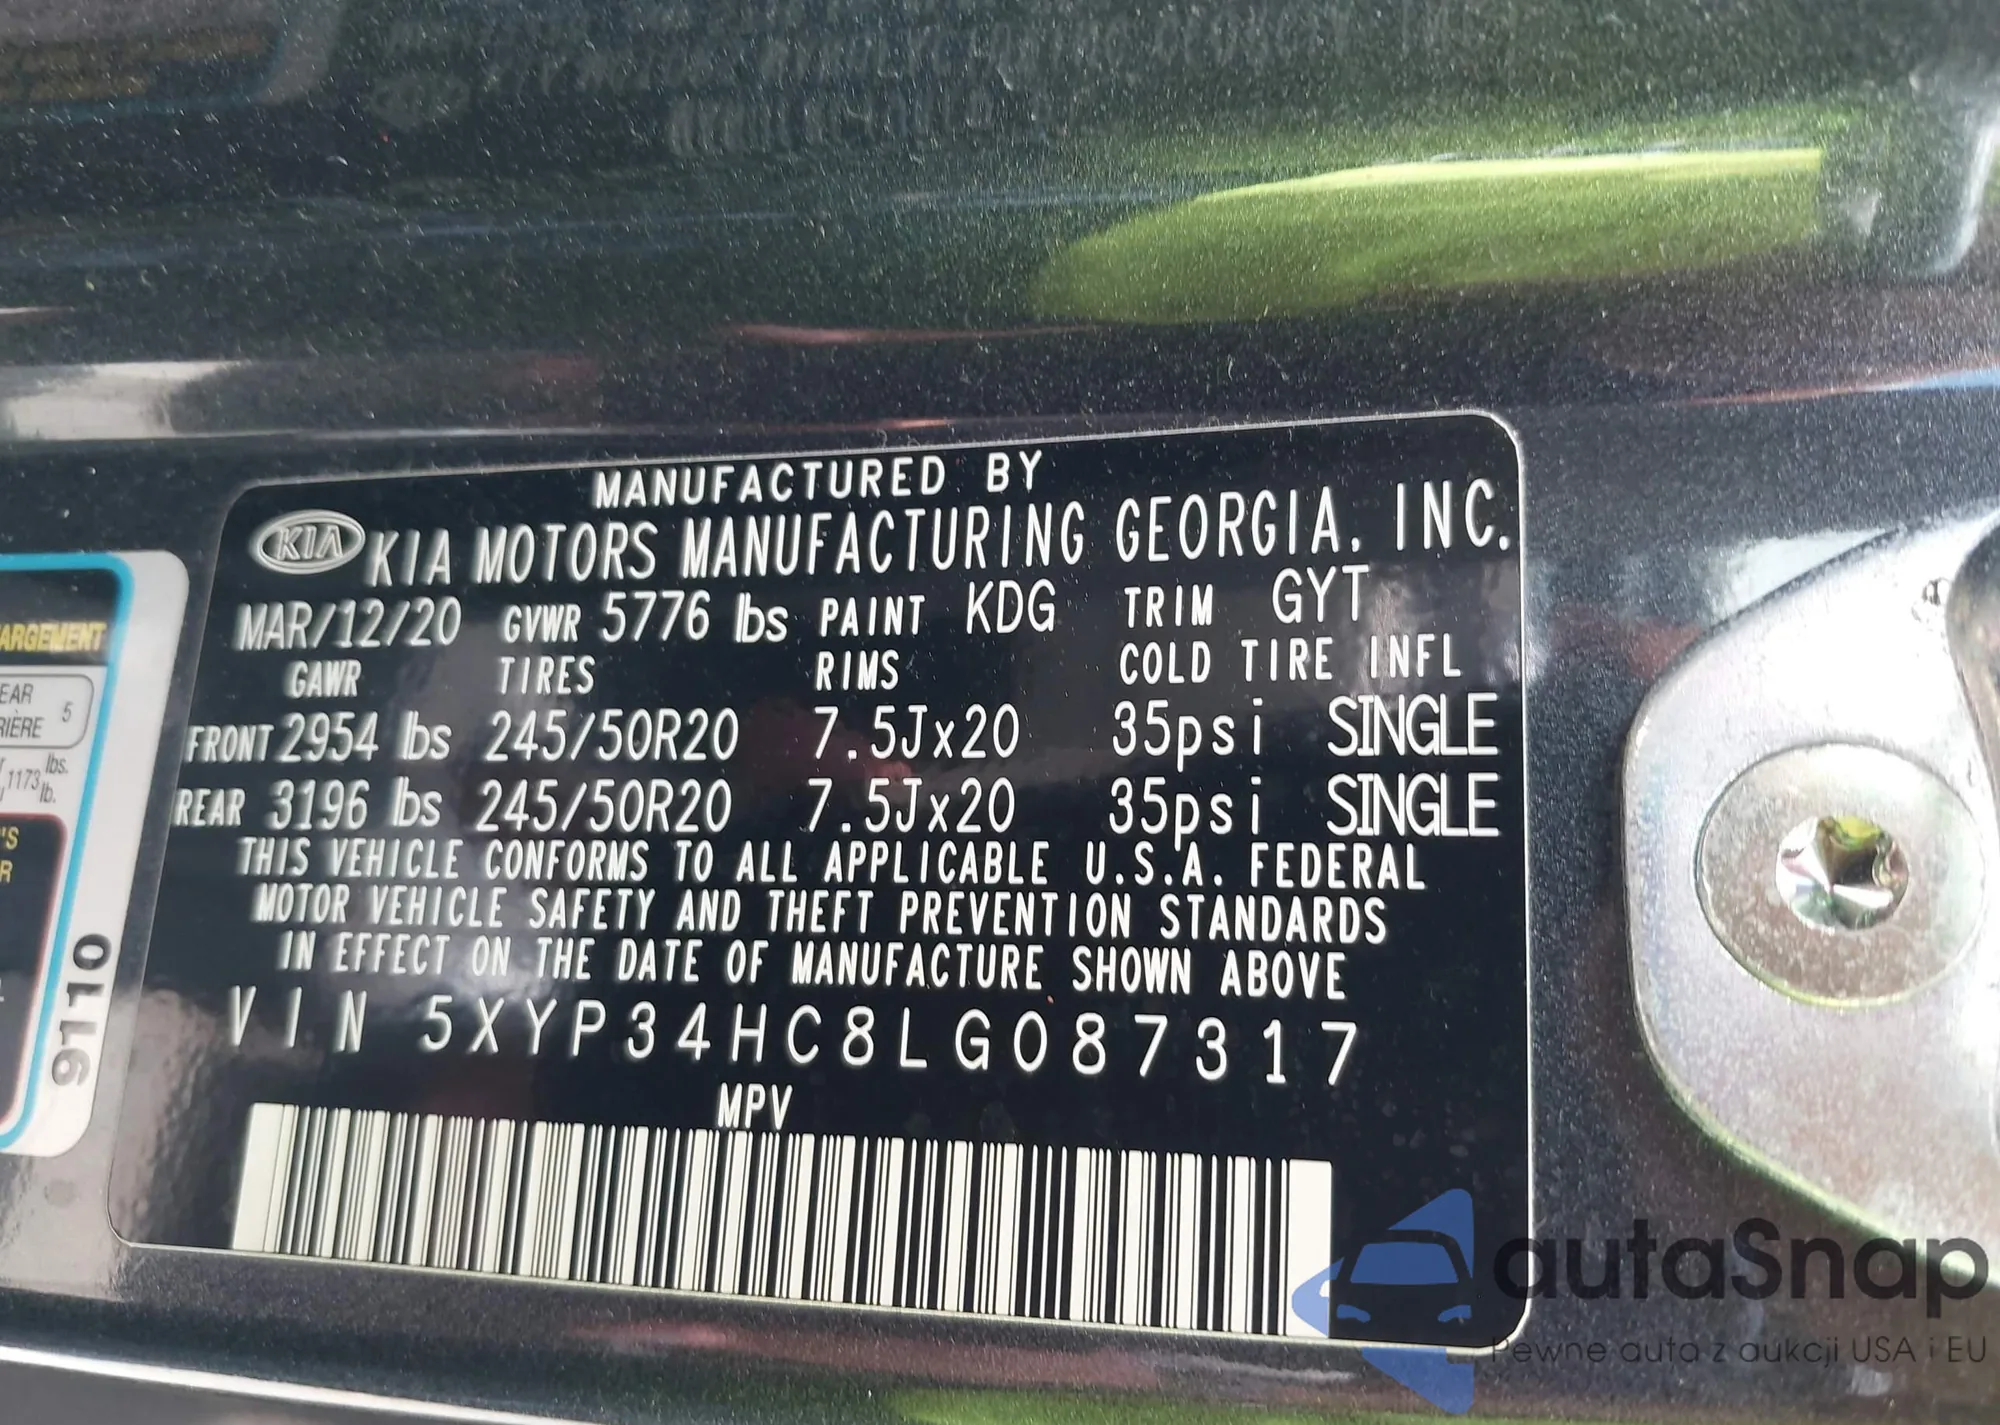 MANUFACTURED BY
KIA KIA MOTORS MANUFACTURING GEORGIA, INC.
MAR/12/20 GVWR 5776 lbs PAINT KDG TRIM GYT
GAWR TIRES RIMS COLD TIRE INFL
FRONT 2954 lbs 245/50R20 7.5Jx20 35psi SINGLE
REAR 3196 lbs 245/50R20 7.5Jx20 35psi SINGLE
THIS VEHICLE CONFORMS TO ALL APPLICABLE U.S.A. FEDERAL
MOTOR VEHICLE SAFETY AND THEFT PREVENTION STANDARDS
IN EFFECT ON THE DATE OF MANUFACTURE SHOWN ABOVE
VIN 5XYP34HC8LG087317
MPV
5
1173 lbs.
lb.
9110
autaSnap
Pewne auta z aukcji USA i EU